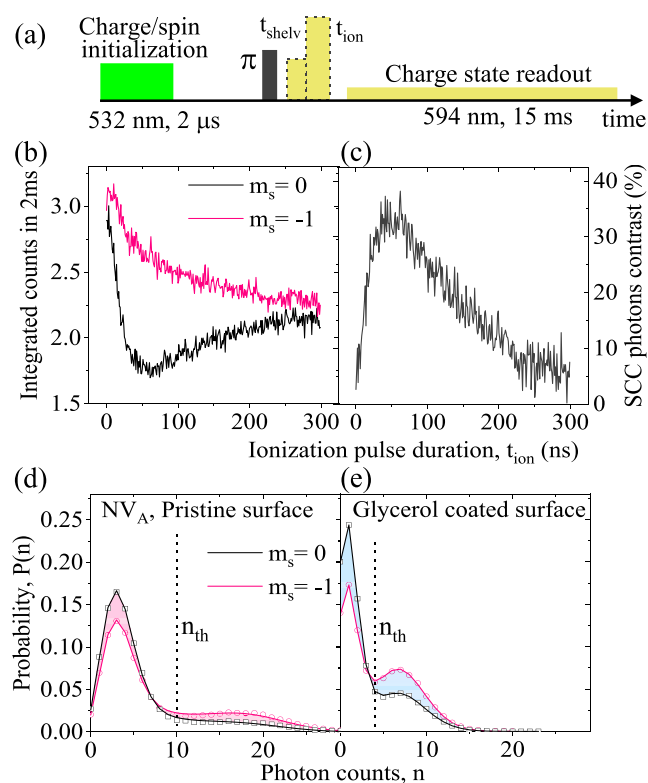 (a)
Charge/spin
initialization
t_shelv
t_ion
π
Charge state readout
532 nm, 2 μs
594 nm, 15 ms
time
(b)
(c)
m_s= 0
m_s= -1
Integrated counts in 2ms
3.0
2.5
2.0
1.5
40
30
20
10
0
SCC photons contrast (%)
0
100
200
300
0
100
200
300
Ionization pulse duration, t_ion (ns)
(d)
(e)
NV_A, Pristine surface
Glycerol coated surface
m_s= 0
m_s= -1
n_th
n_th
Probability, P(n)
0.25
0.20
0.15
0.10
0.05
0.00
0
10
20
0
10
20
Photon counts, n